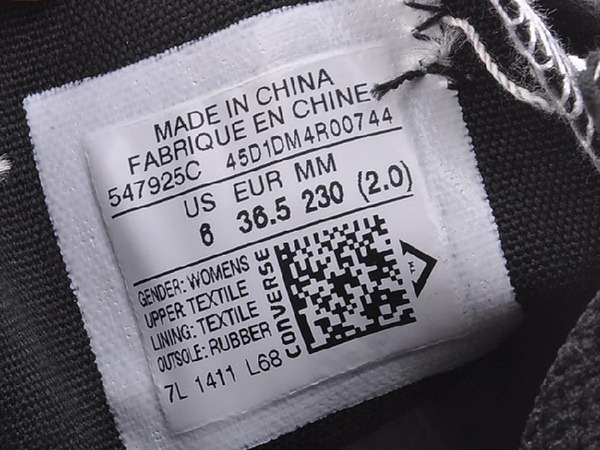 MADE IN CHINA
FABRIQUE EN CHINE
547925C 45D1DM4R00744
US EUR MM
6 36.5 230 (2.0)
GENDER: WOMENS
UPPER TEXTILE
LINING: TEXTILE
OUTSOLE: RUBBER
CONVERSE
7L 1411 L68